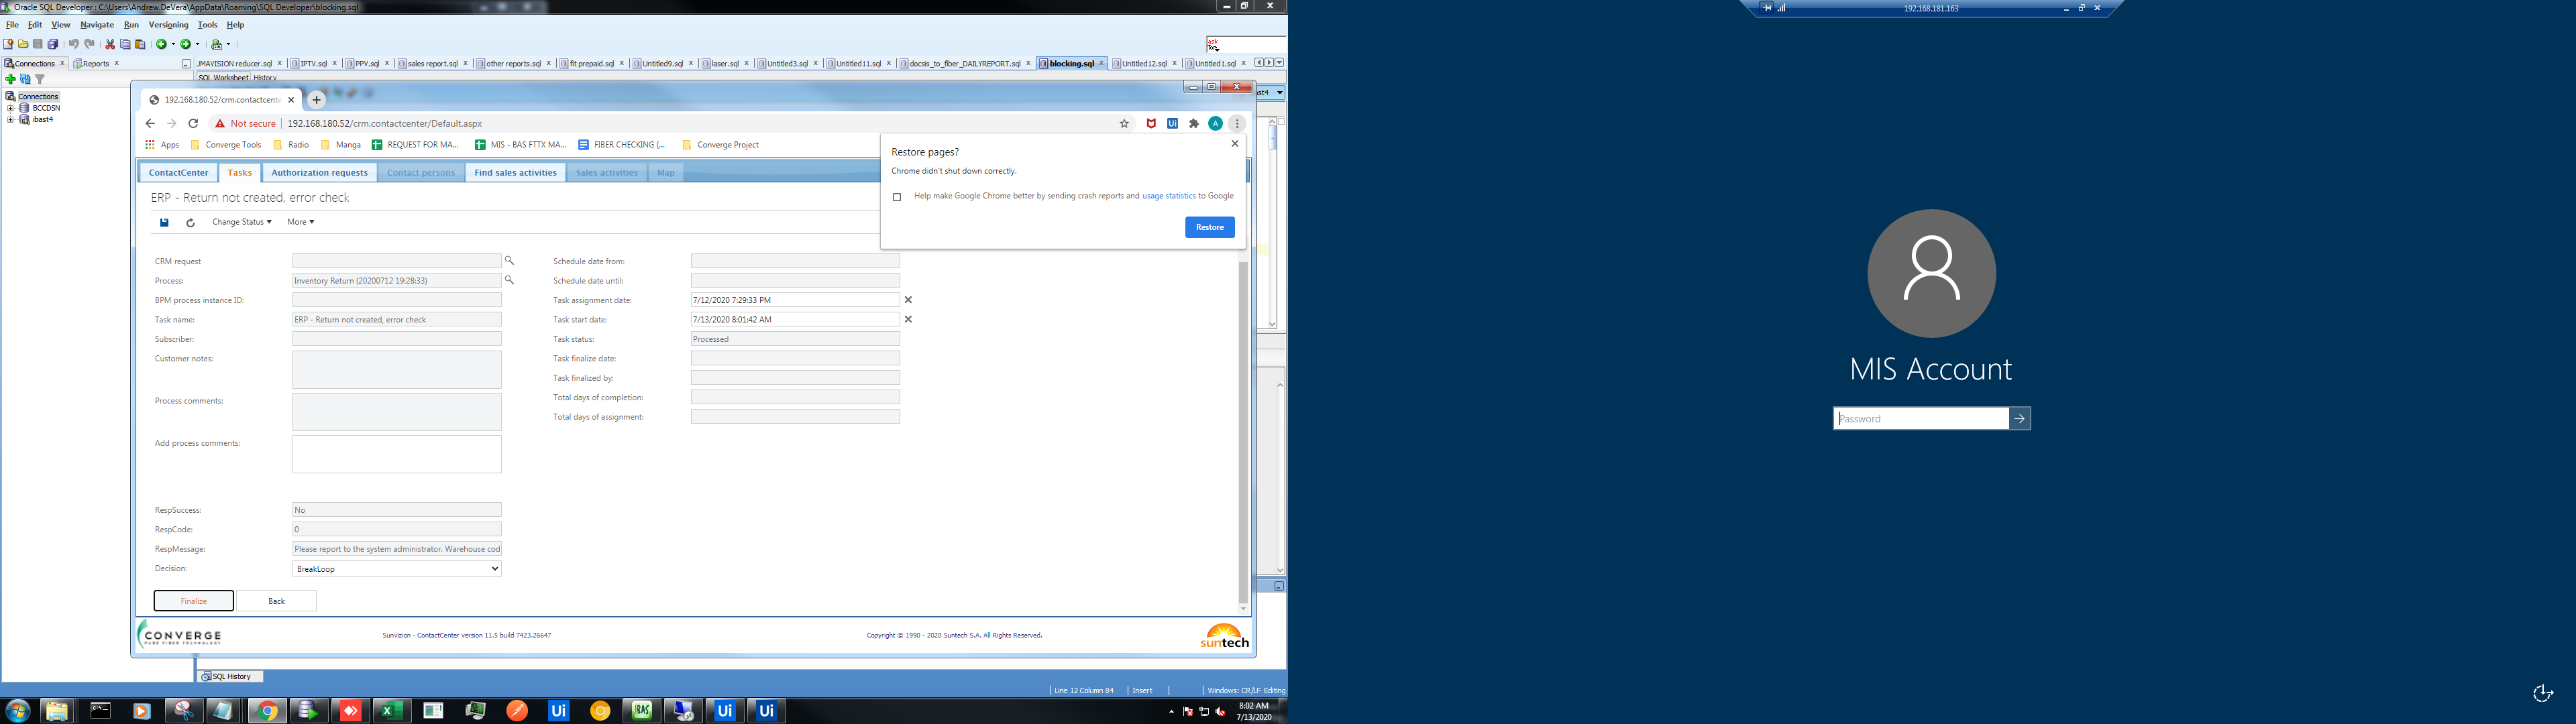 Oracle SQL Developer : C:\Users\Andrew.DeVera\AppData\Roaming\SQL Developer\blocking.sql
File Edit View Navigate Run Versioning Tools Help
ask
Tom
Connections x Reports x
JMAVISION reducer.sql x IPTV.sql x PPV.sql x sales report.sql x other reports.sql x fit prepaid.sql x Untitled9.sql x laser.sql x Untitled3.sql x Untitled11.sql x docsis_to_fiber_DAILYREPORT.sql x blocking.sql x Untitled12.sql x Untitled1.sql x
SQL Worksheet History
Connections
BCCDSN
ibast4
ast4
192.168.180.52/crm.contactcente
Not secure 192.168.180.52/crm.contactcenter/Default.aspx
A
Apps Converge Tools Radio Manga REQUEST FOR MA... MIS - BAS FTTX MA... FIBER CHECKING (... Converge Project
Restore pages?
Chrome didn't shut down correctly.
Help make Google Chrome better by sending crash reports and usage statistics to Google
Restore
ContactCenter Tasks Authorization requests Contact persons Find sales activities Sales activities Map
ERP - Return not created, error check
Change Status More
CRM request
Process: Inventory Return (20200712 19:28:33)
BPM process instance ID:
Task name: ERP - Return not created, error check
Subscriber:
Customer notes:
Process comments:
Add process comments:
Schedule date from:
Schedule date until:
Task assignment date: 7/12/2020 7:29:33 PM
Task start date: 7/13/2020 8:01:42 AM
Task status: Processed
Task finalize date:
Task finalized by:
Total days of completion:
Total days of assignment:
RespSuccess: No
RespCode: 0
RespMessage: Please report to the system administrator. Warehouse cod
Decision: BreakLoop
Finalize Back
CONVERGE
PURE FIBER TECHNOLOGY
Sunvizion - ContactCenter version 11.5 build 7423.26647
Copyright © 1990 - 2020 Suntech S.A. All Rights Reserved.
suntech
SQL History
Line 12 Column 84 Insert Windows: CR/LF Editing
Ui BAS Ui Ui
8:02 AM
7/13/2020
192.168.181.163
MIS Account
Password